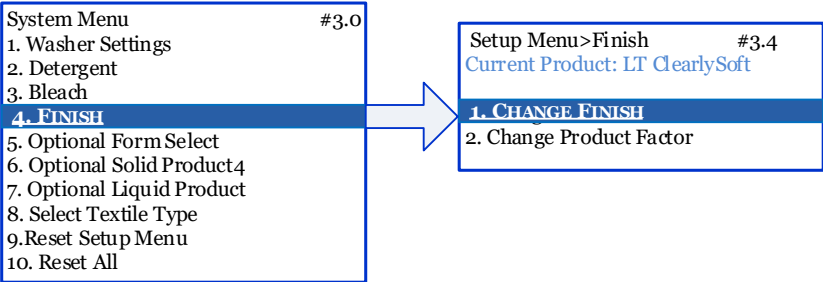 System Menu #3.0
1. Washer Settings
2. Detergent
3. Bleach
4. FINISH
5. Optional Form Select
6. Optional Solid Product4
7. Optional Liquid Product
8. Select Textile Type
9.Reset Setup Menu
10. Reset All
Setup Menu>Finish #3.4
Current Product: LT ClearlySoft
1. CHANGE FINISH
2. Change Product Factor